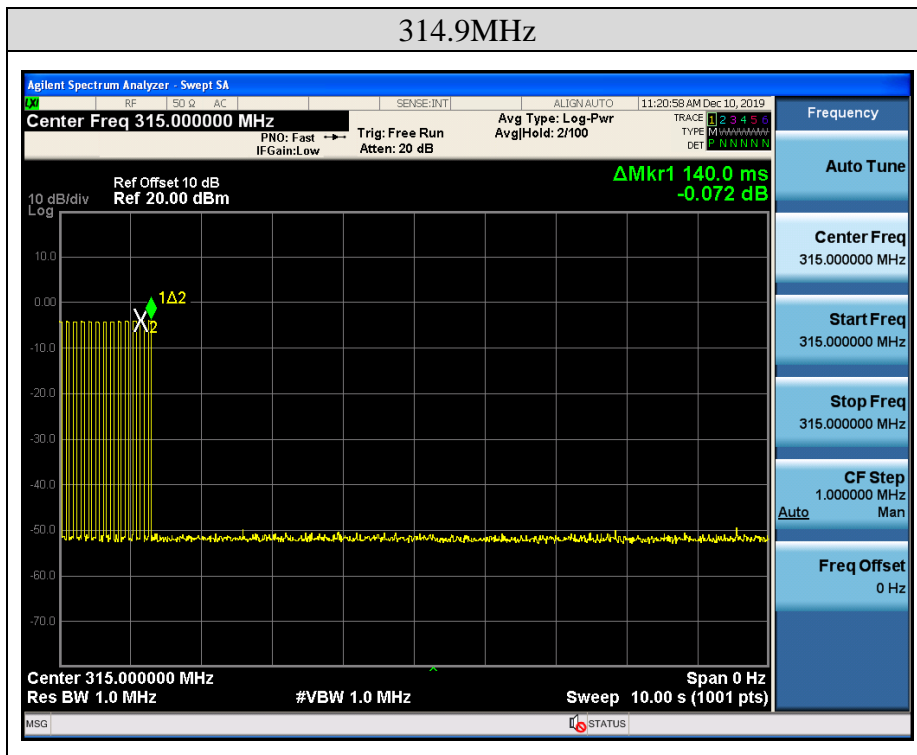 314.9MHz
Agilent Spectrum Analyzer - Swept SA
LXI RF 50 Ω AC SENSE:INT ALIGN AUTO 11:20:58 AM Dec 10, 2019
Center Freq 315.000000 MHz
PNO: Fast
IFGain:Low
Trig: Free Run
Atten: 20 dB
Avg Type: Log-Pwr
Avg|Hold: 2/100
TRACE 1 2 3 4 5 6
TYPE M WWWWW
DET P N N N N N
Ref Offset 10 dB
10 dB/div Ref 20.00 dBm
Log
ΔMkr1 140.0 ms
-0.072 dB
10.0
0.00
-10.0
-20.0
-30.0
-40.0
-50.0
-60.0
-70.0
1Δ2
X2
Center 315.000000 MHz Span 0 Hz
Res BW 1.0 MHz #VBW 1.0 MHz Sweep 10.00 s (1001 pts)
MSG STATUS
Frequency
Auto Tune
Center Freq
315.000000 MHz
Start Freq
315.000000 MHz
Stop Freq
315.000000 MHz
CF Step
1.000000 MHz
Auto Man
Freq Offset
0 Hz